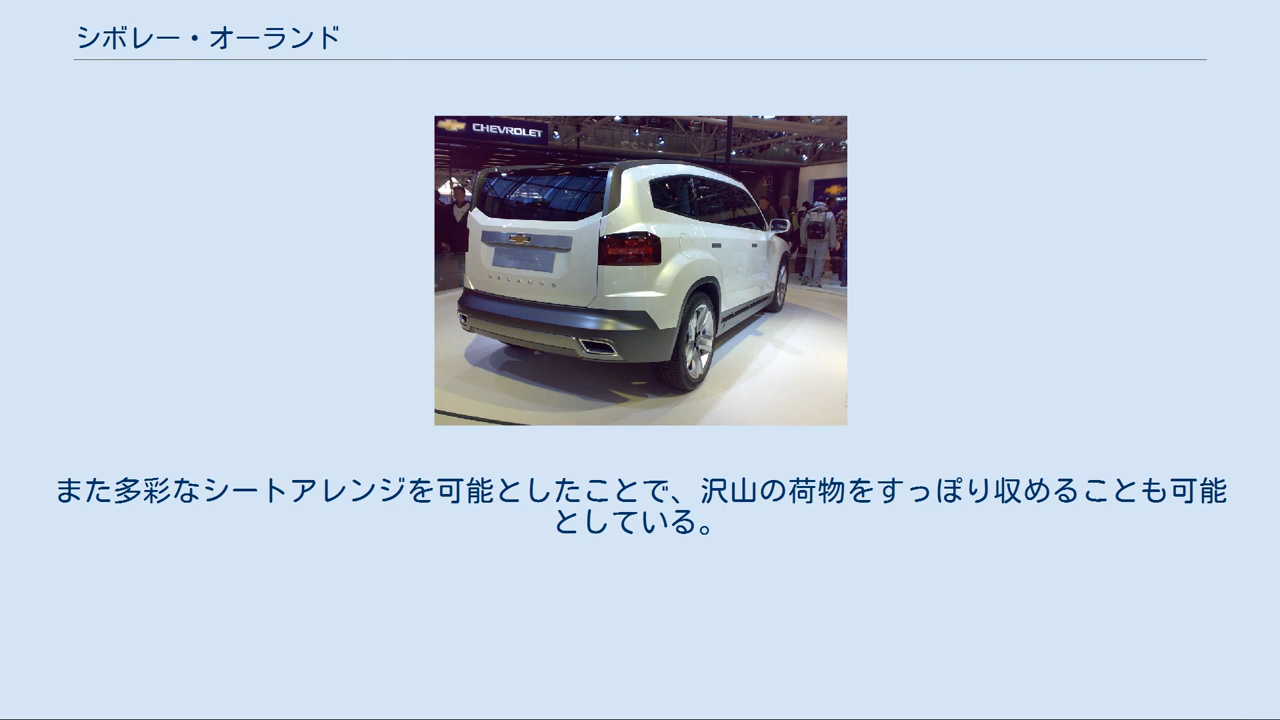 シボレー・オーランド
CHEVROLET
ORLANDO
また多彩なシートアレンジを可能としたことで、沢山の荷物をすっぽり収めることも可能
としている。